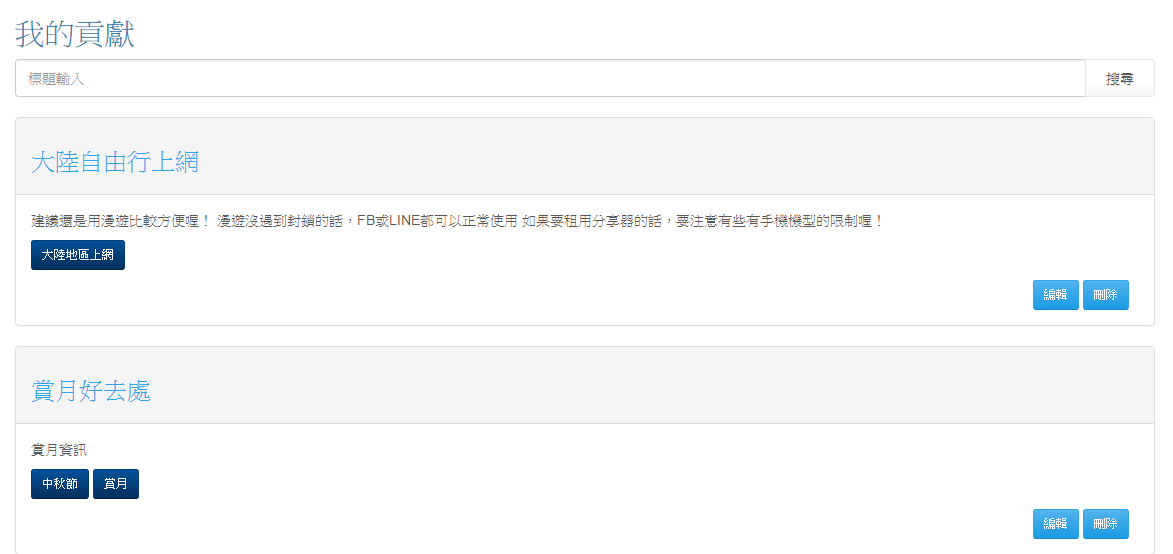 我的貢獻
標題輸入
搜尋
大陸自由行上網
建議還是用漫遊比較方便喔! 漫遊沒遇到封鎖的話,FB或LINE都可以正常使用 如果要租用分享器的話,要注意有些有手機機型的限制喔!
大陸地區上網
編輯 刪除
賞月好去處
賞月資訊
中秋節 賞月
編輯 刪除